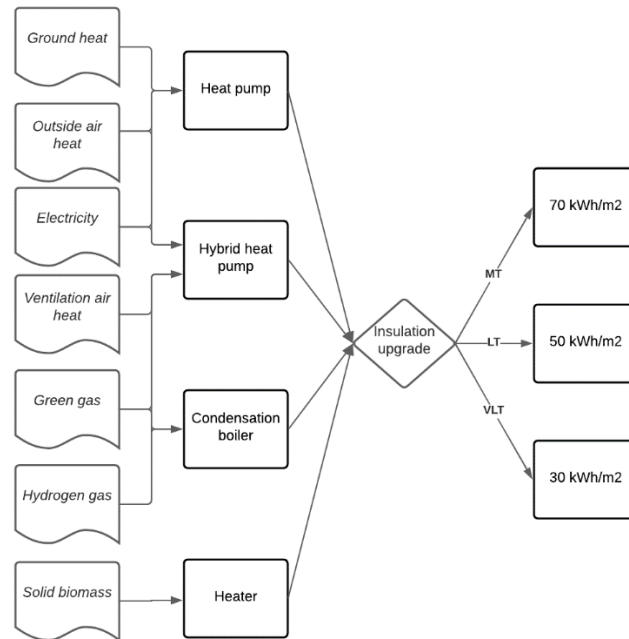 Ground heat
Outside air
heat
Electricity
Ventilation air
heat
Green gas
Hydrogen gas
Solid biomass
Heat pump
Hybrid heat
pump
Condensation
boiler
Heater
Insulation
upgrade
MT
LT
VLT
70 kWh/m2
50 kWh/m2
30 kWh/m2